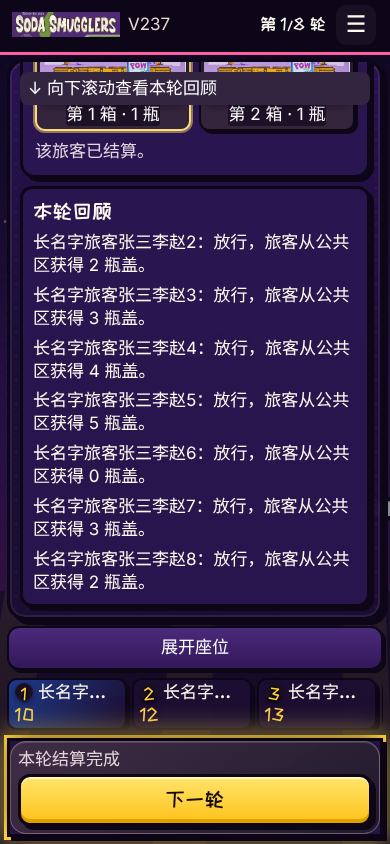 SODA SMUGGLERS V237 第 1/8 轮 ☰
POW POW
↓ 向下滚动查看本轮回顾
第 1 箱 · 1 瓶 第 2 箱 · 1 瓶
该旅客已结算。
本轮回顾
长名字旅客张三李赵2：放行，旅客从公共
区获得 2 瓶盖。
长名字旅客张三李赵3：放行，旅客从公共
区获得 3 瓶盖。
长名字旅客张三李赵4：放行，旅客从公共
区获得 4 瓶盖。
长名字旅客张三李赵5：放行，旅客从公共
区获得 5 瓶盖。
长名字旅客张三李赵6：放行，旅客从公共
区获得 0 瓶盖。
长名字旅客张三李赵7：放行，旅客从公共
区获得 3 瓶盖。
长名字旅客张三李赵8：放行，旅客从公共
区获得 2 瓶盖。
展开座位
1 长名字... 2 长名字... 3 长名字...
10 12 13
本轮结算完成
下一轮